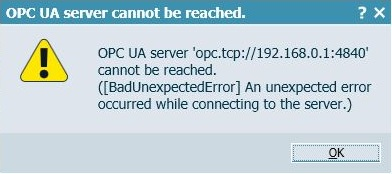 OPC UA server cannot be reached. ? ×
OPC UA server 'opc.tcp://192.168.0.1:4840'
cannot be reached.
([BadUnexpectedError] An unexpected error
occurred while connecting to the server.)
OK